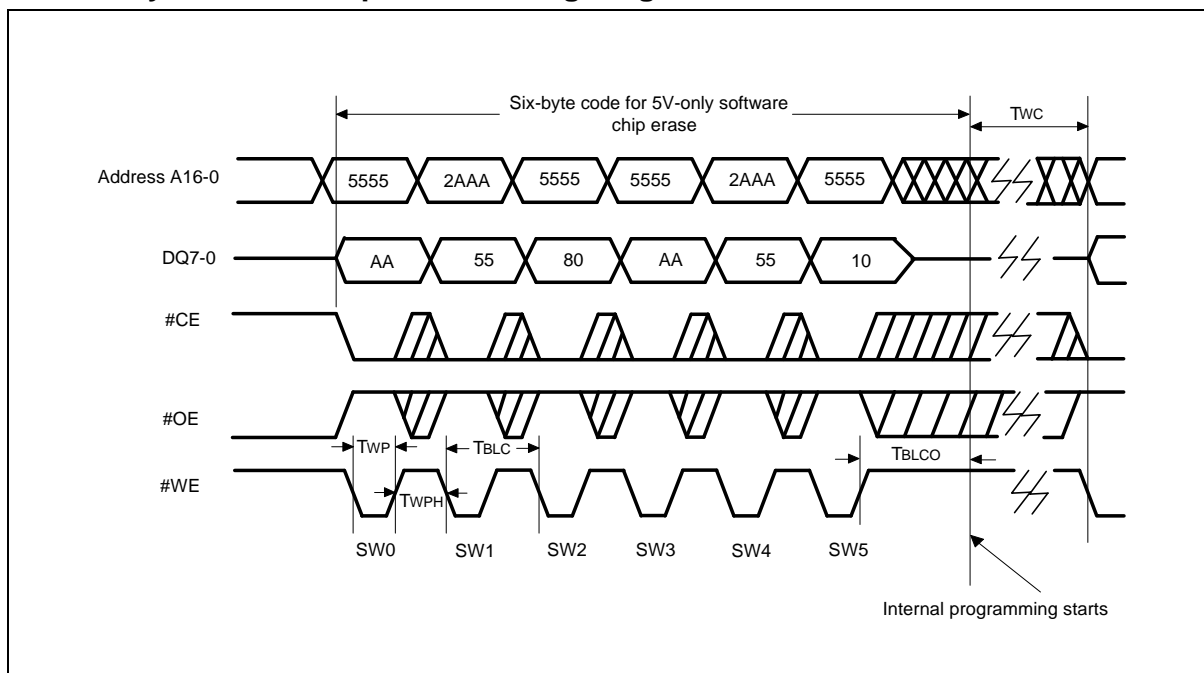 Six-byte code for 5V-only software
chip erase
TWC
Address A16-0
5555
2AAA
5555
5555
2AAA
5555
DQ7-0
AA
55
80
AA
55
10
#CE
#OE
TWP
TBLC
TBLCO
#WE
TWPH
SW0
SW1
SW2
SW3
SW4
SW5
Internal programming starts